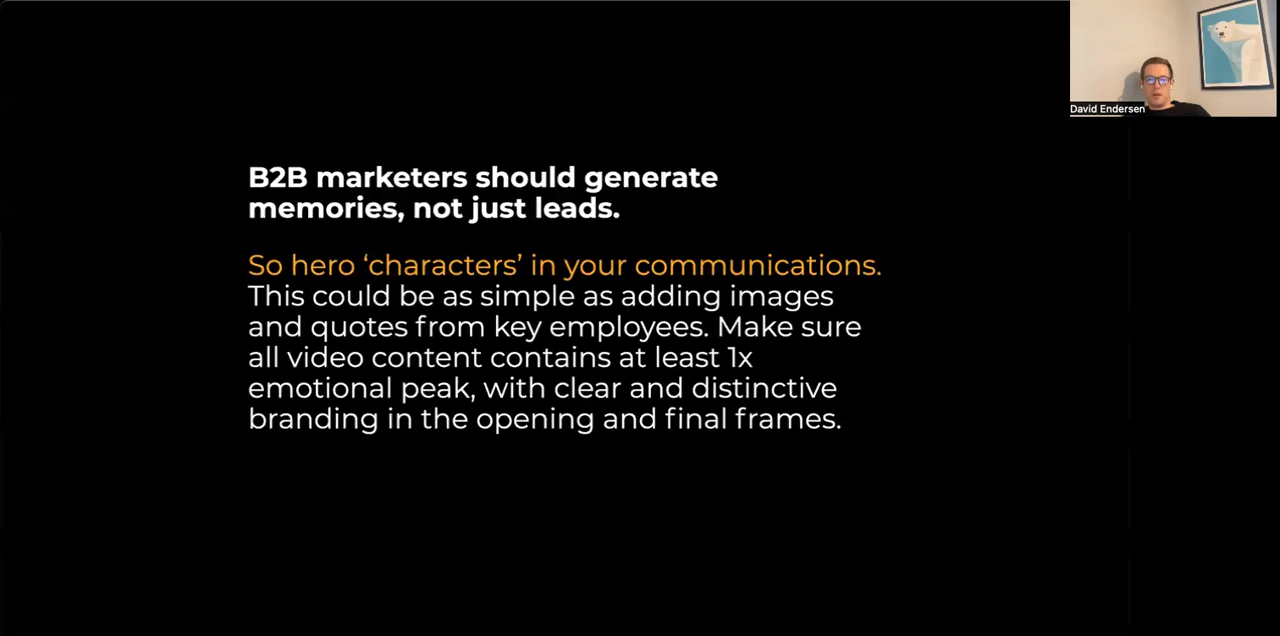 B2B marketers should generate
memories, not just leads.
So hero ‘characters’ in your communications.
This could be as simple as adding images
and quotes from key employees. Make sure
all video content contains at least 1x
emotional peak, with clear and distinctive
branding in the opening and final frames.
David Endersen